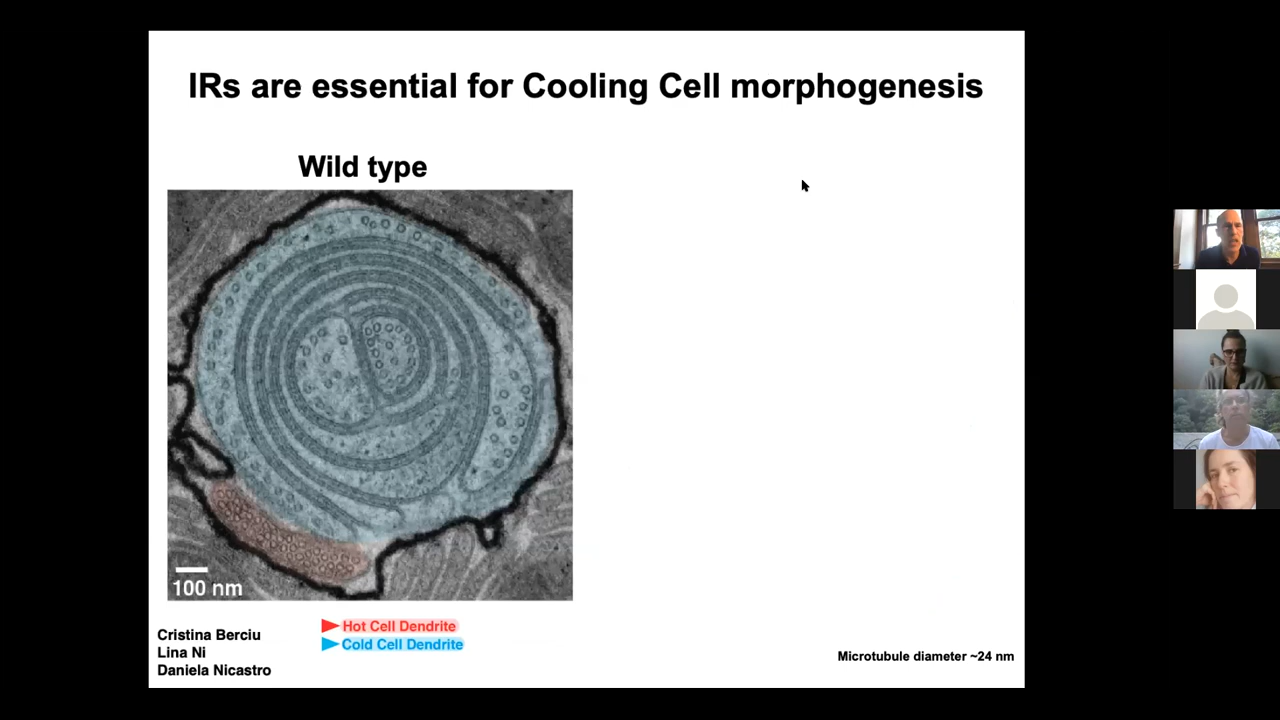 IRs are essential for Cooling Cell morphogenesis
Wild type
100 nm
Cristina Berciu
Lina Ni
Daniela Nicastro
Hot Cell Dendrite
Cold Cell Dendrite
Microtubule diameter ~24 nm